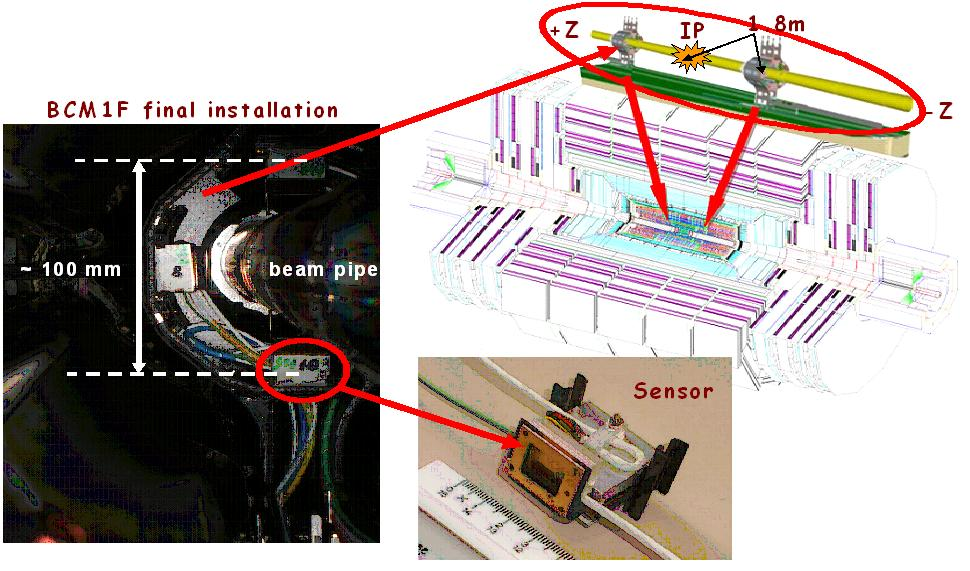 +Z
IP
1 8m
-Z
BCM1F final installation
~ 100 mm
beam pipe
Sensor